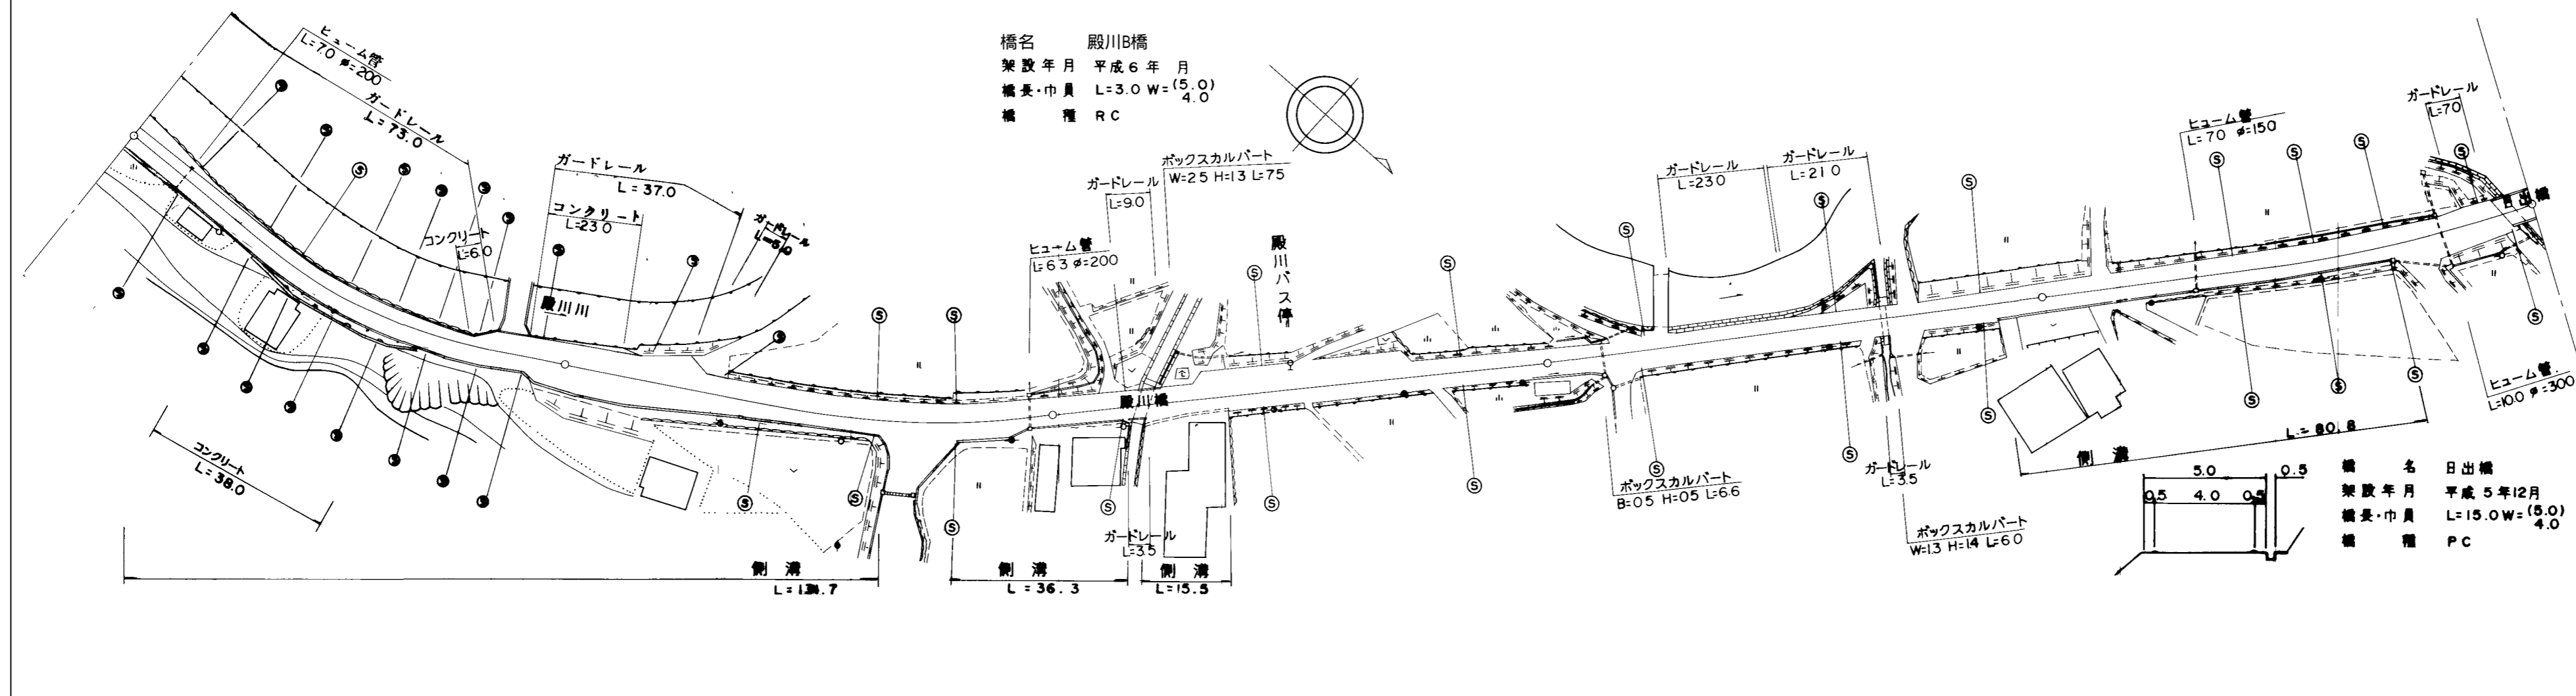 橋名 殿川B橋
架設年月 平成6年 月
橋長・巾員 L=3.0 W=(5.0)
4.0
橋 種 RC
ヒューム管
L=7.0 φ=200
ガードレール
L=73.0
コンクリート
L=6.0
ガードレール
L=37.0
コンクリート
L=23.0
ガードレール
殿川川
コンクリート
L=38.0
側溝
側溝
L=36.3
側溝
L=15.5
ヒューム管
L=6.3 φ=200
ガードレール
L=9.0
ボックスカルバート
W=2.5 H=1.3 L=7.5
殿川橋
ガードレール
L=3.5
殿川バス停
ガードレール
L=23.0
ガードレール
L=21.0
ボックスカルバート
B=0.5 H=0.5 L=6.6
ガードレール
L=3.5
ボックスカルバート
W=1.3 H=1.4 L=6.0
ヒューム管
L=7.0 φ=150
ガードレール
L=7.0
日出橋
ヒューム管
L=10.0 φ=300
側溝
L=80.8
5.0 0.5
0.5 4.0 0.5
橋 名 日出橋
架設年月 平成5年12月
橋長・巾員 L=15.0 W=(5.0)
4.0
橋 種 PC